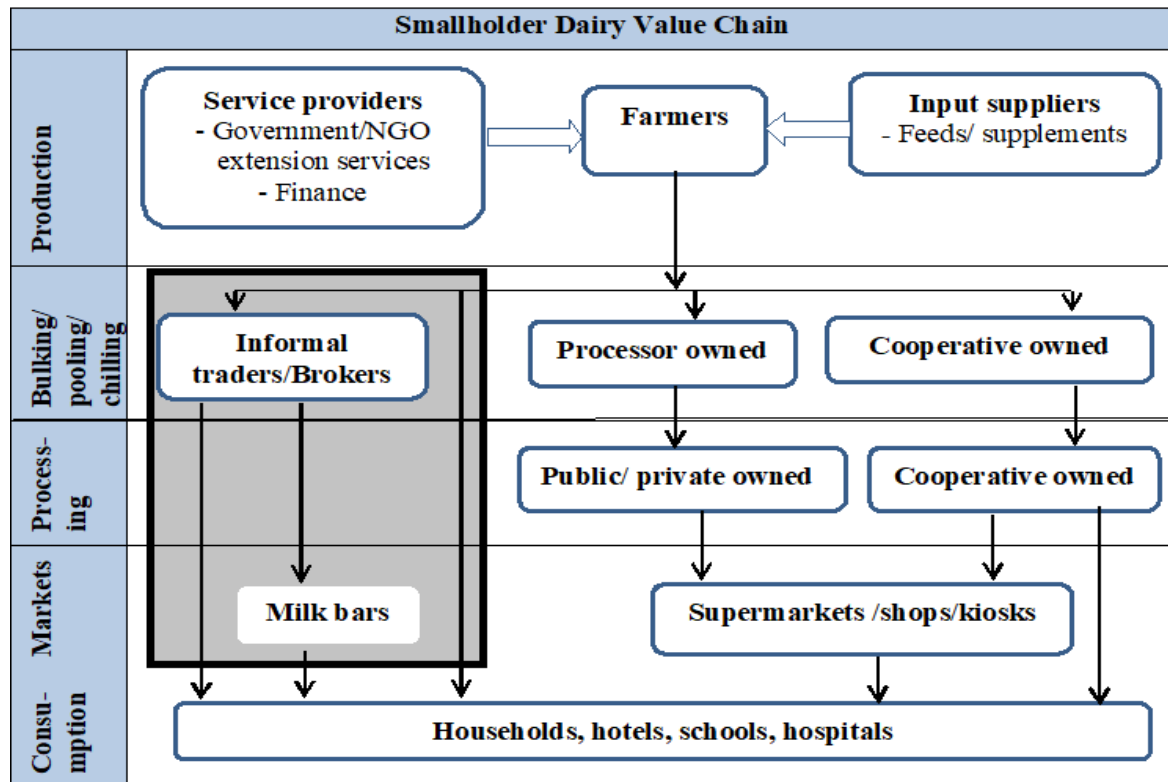 Smallholder Dairy Value Chain
Production
Service providers
- Government/NGO
extension services
- Finance
Farmers
Input suppliers
- Feeds/ supplements
Bulking/
pooling/
chilling
Informal
traders/Brokers
Processor owned
Cooperative owned
Process-
ing
Public/ private owned
Cooperative owned
Markets
Milk bars
Supermarkets /shops/kiosks
Consu-
mption
Households, hotels, schools, hospitals